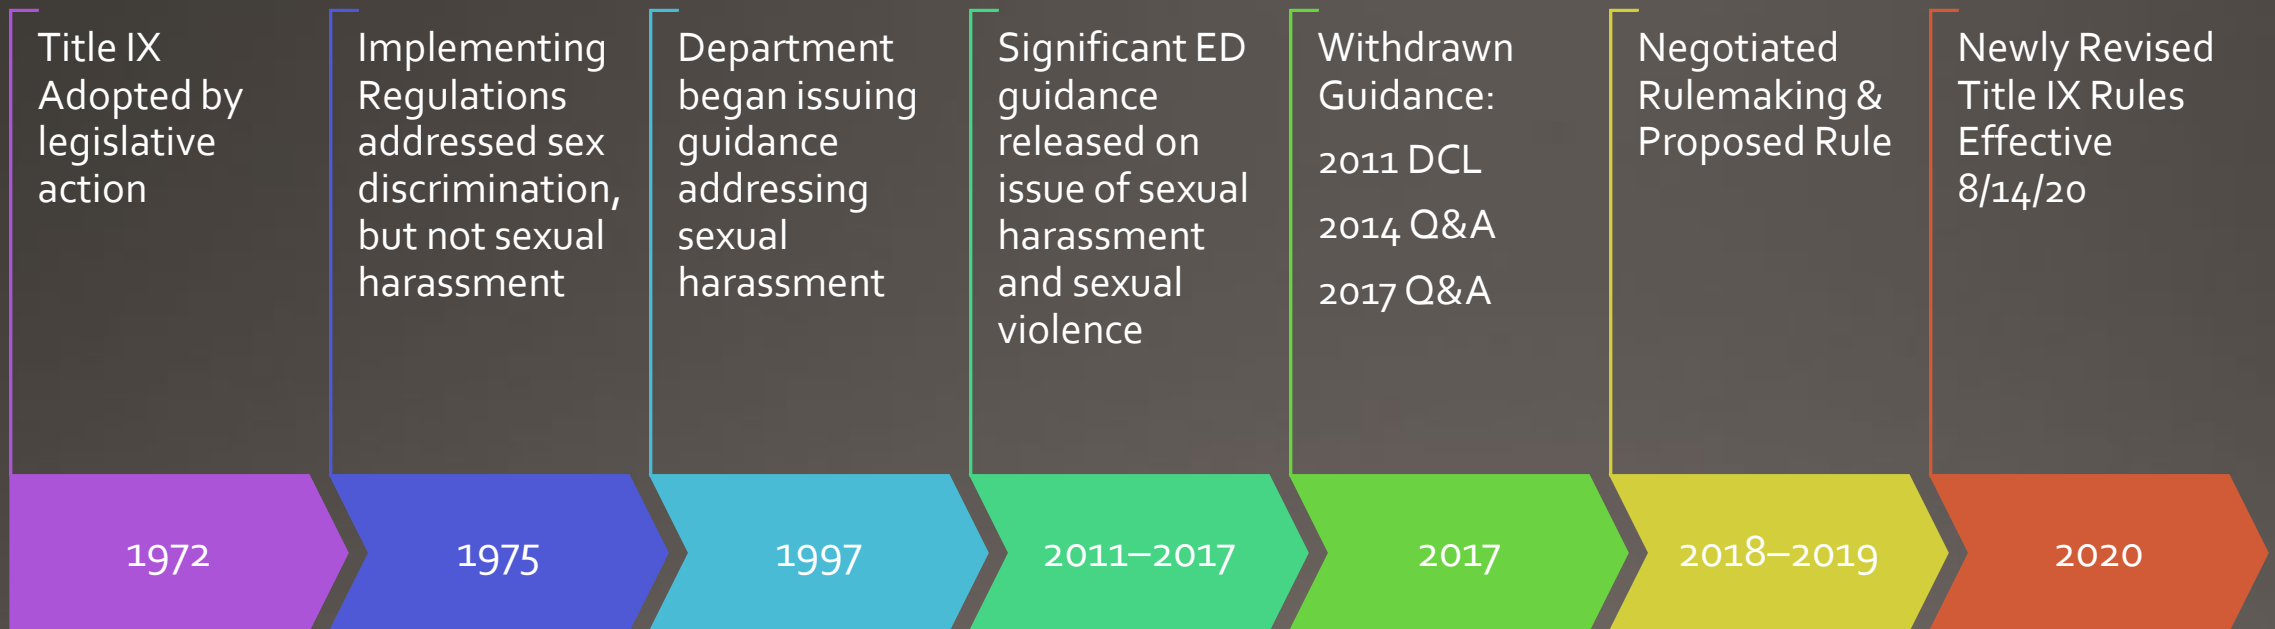 Title IX
Adopted by
legislative
action
Implementing
Regulations
addressed sex
discrimination,
but not sexual
harassment
Department
began issuing
guidance
addressing
sexual
harassment
Significant ED
guidance
released on
issue of sexual
harassment
and sexual
violence
Withdrawn
Guidance:
2011 DCL
2014 Q&A
2017 Q&A
Negotiated
Rulemaking &
Proposed Rule
Newly Revised
Title IX Rules
Effective
8/14/20
1972
1975
1997
2011–2017
2017
2018–2019
2020